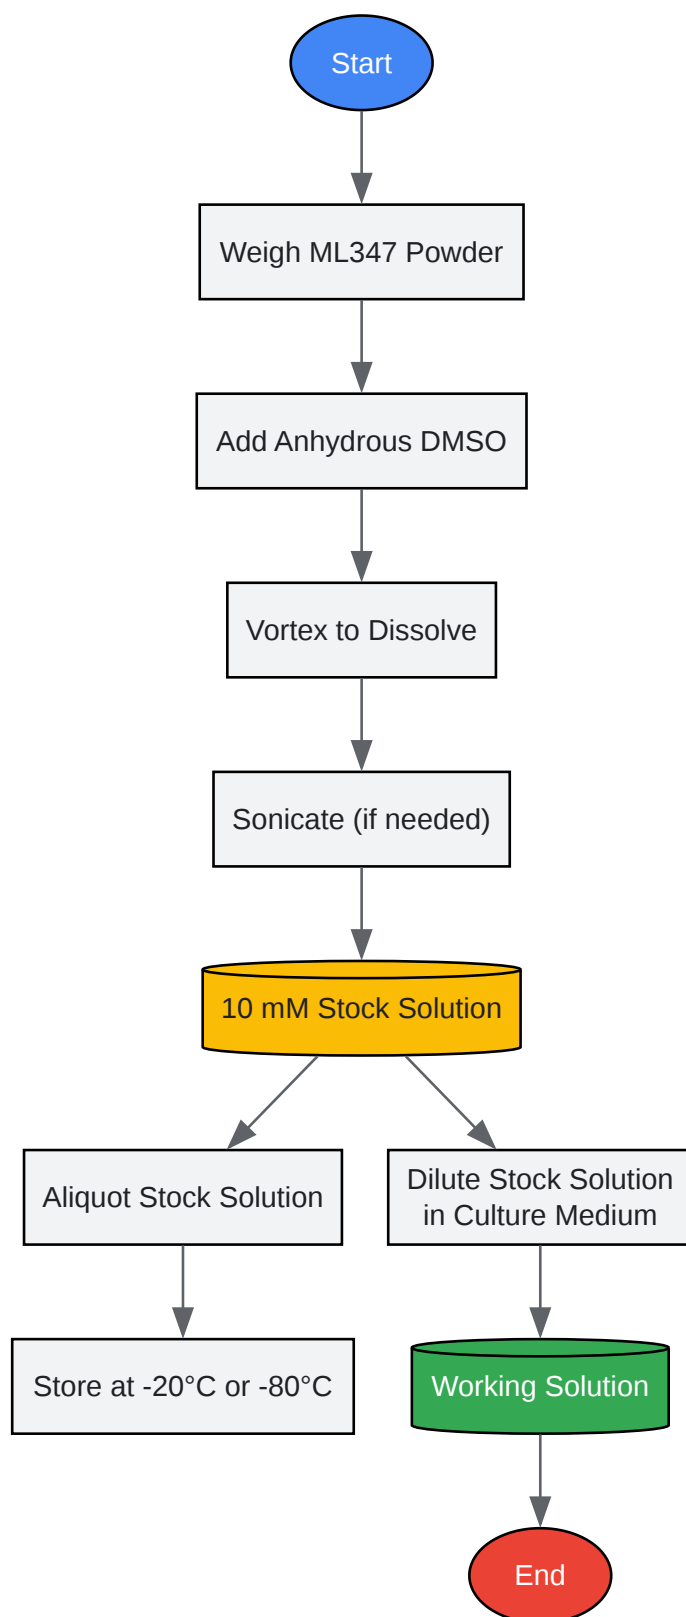 Start
Weigh ML347 Powder
Add Anhydrous DMSO
Vortex to Dissolve
Sonicate (if needed)
10 mM Stock Solution
Aliquot Stock Solution
Dilute Stock Solution
in Culture Medium
Store at -20°C or -80°C
Working Solution
End